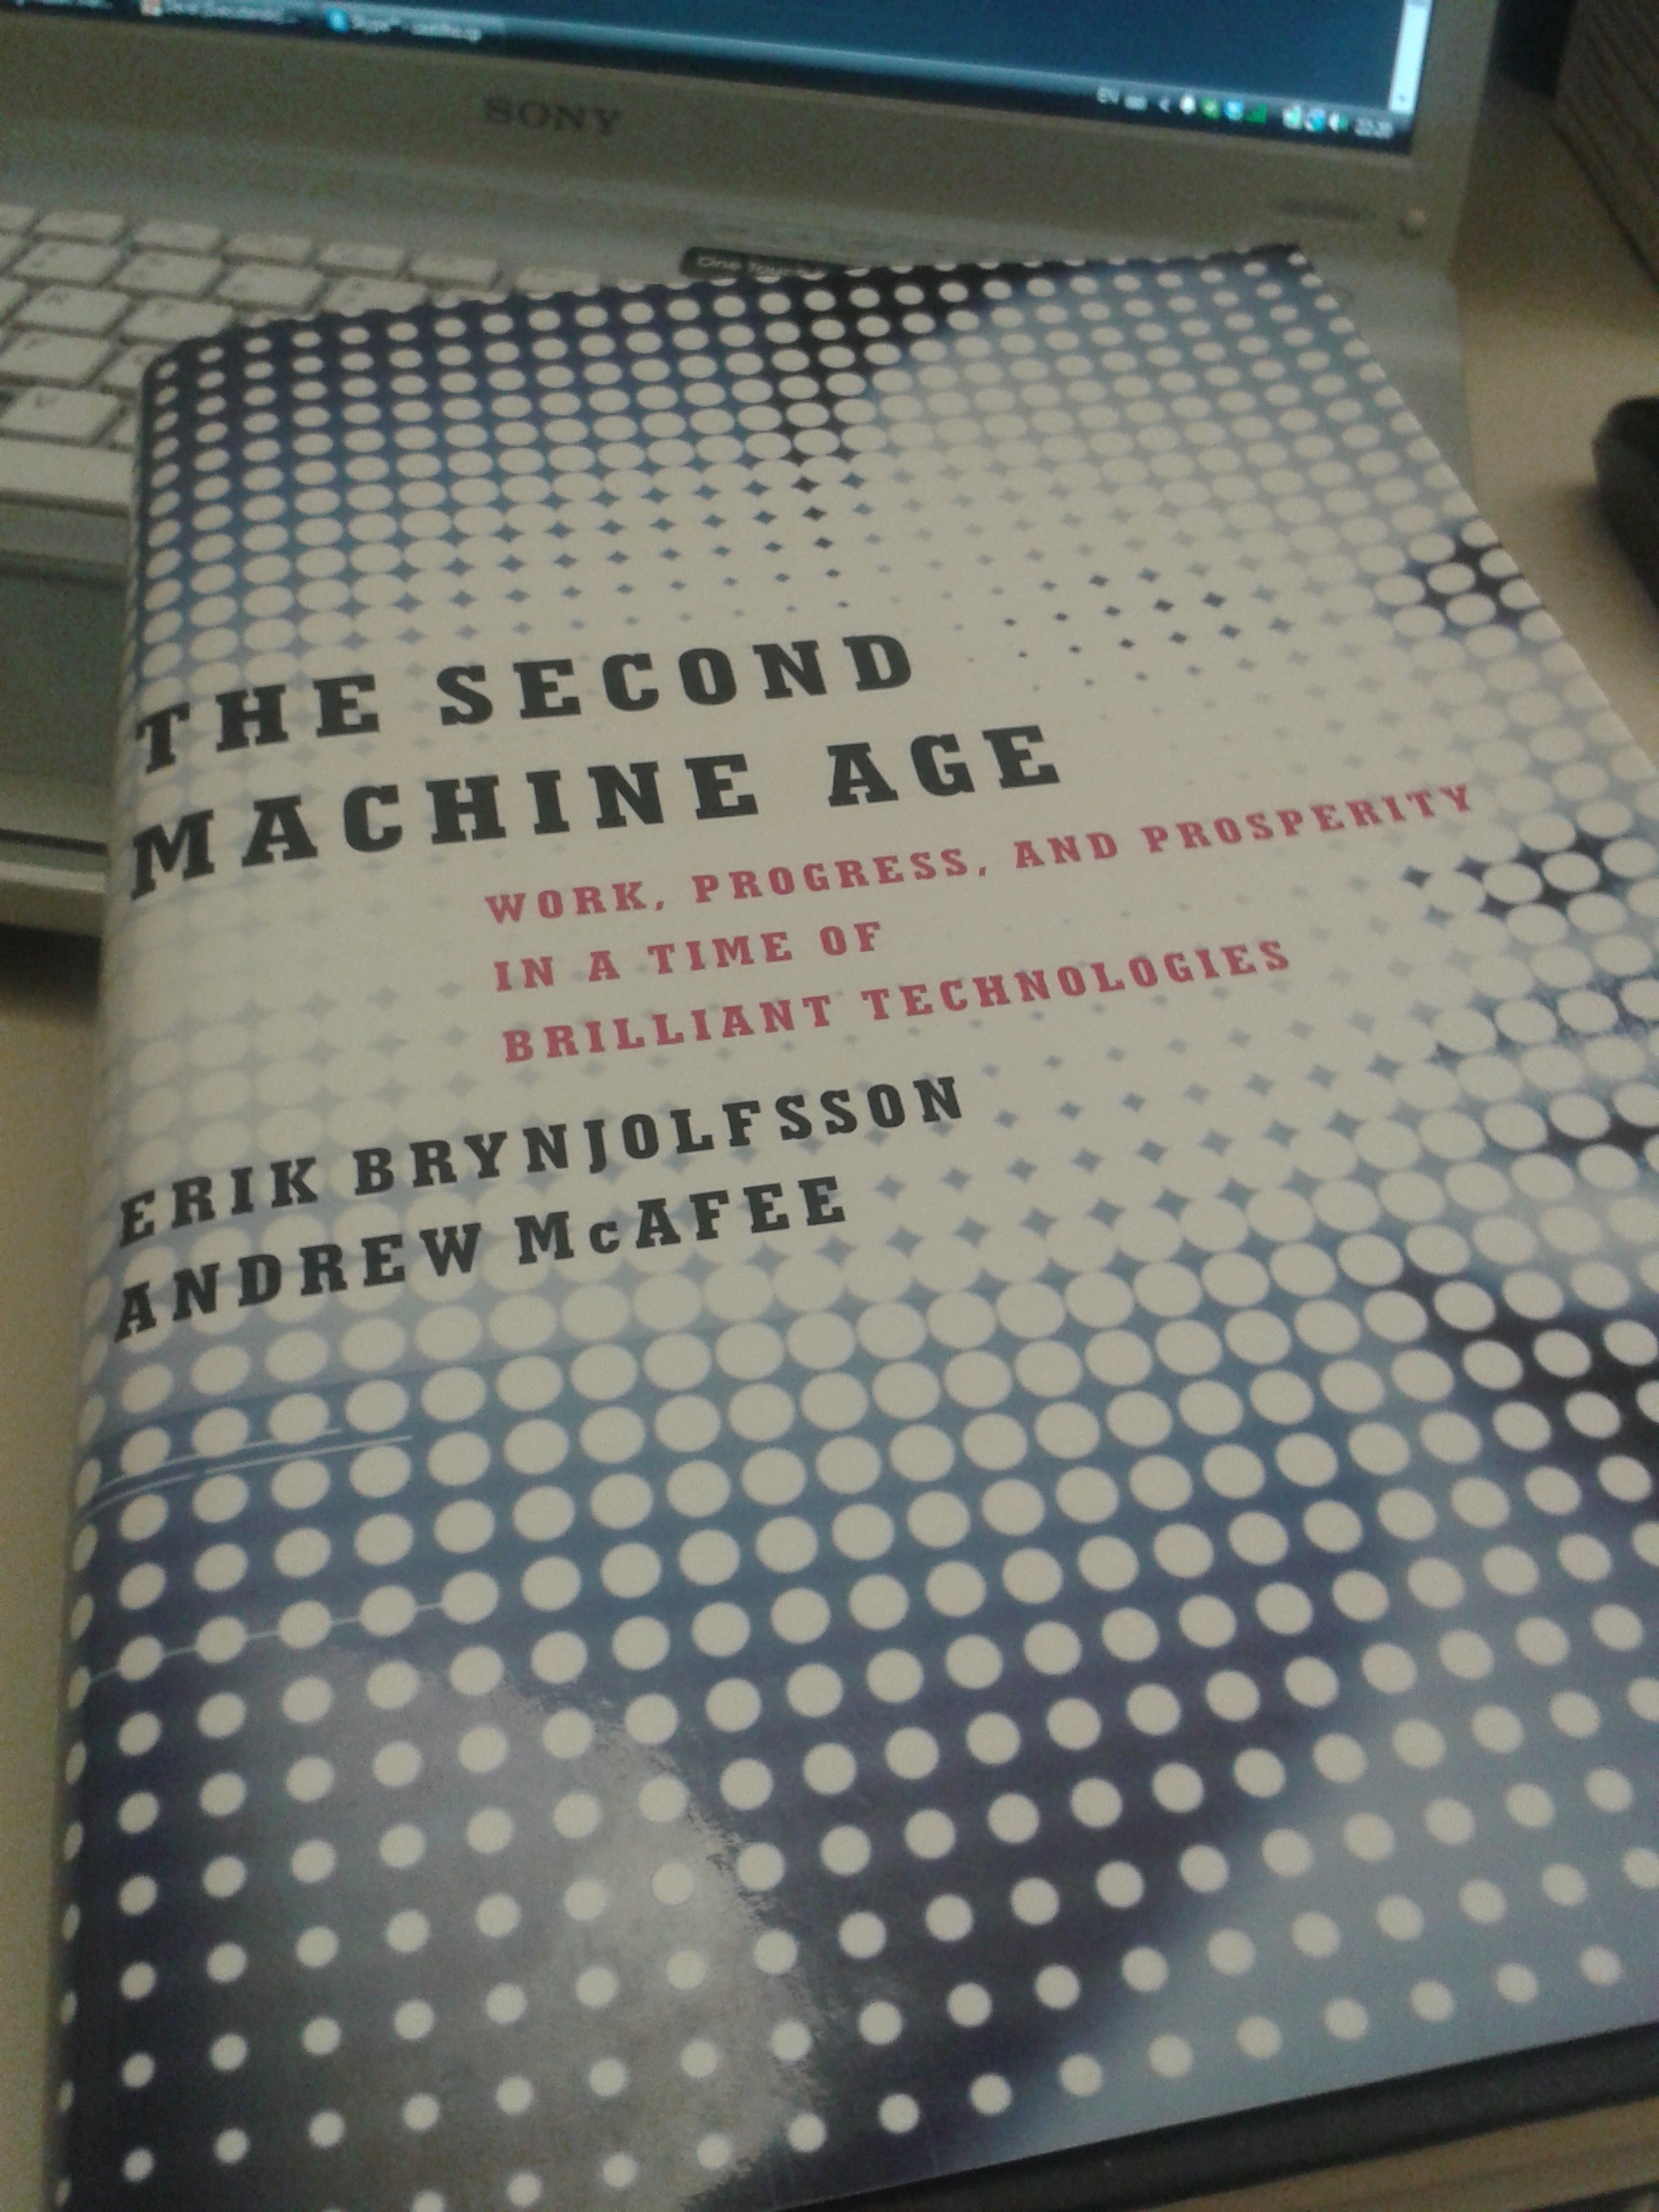 SONY
THE SECOND
MACHINE AGE
WORK, PROGRESS, AND PROSPERITY
IN A TIME OF
BRILLIANT TECHNOLOGIES
ERIK BRYNJOLFSSON
ANDREW McAFEE